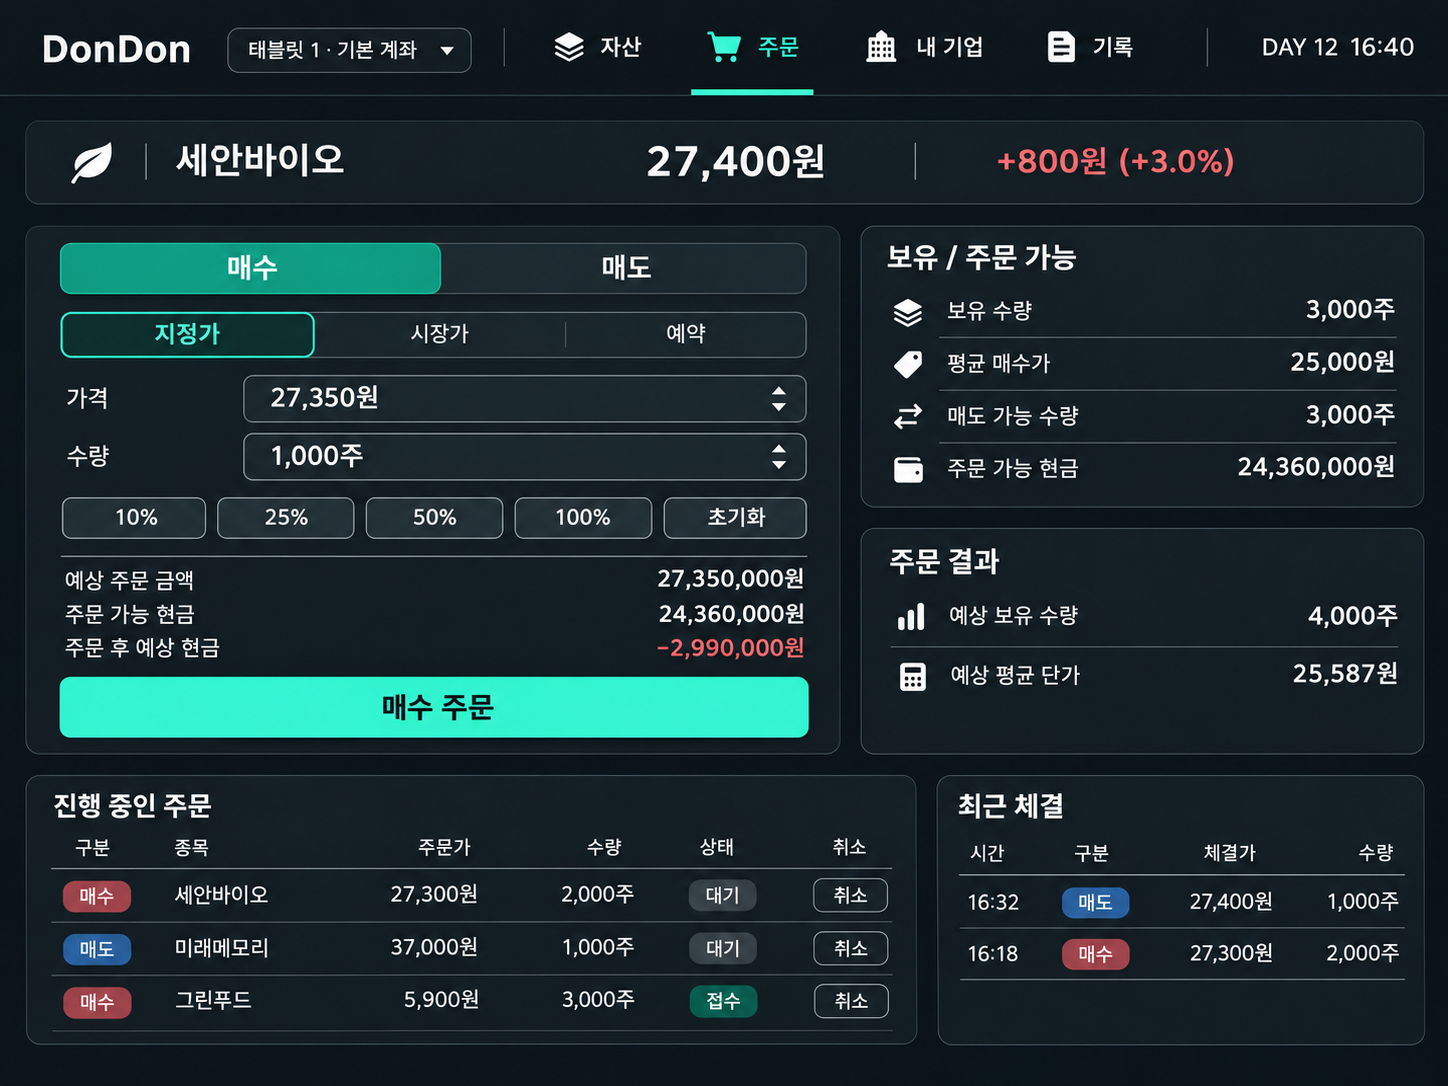 DonDon
태블릿 1 · 기본 계좌
자산
주문
내 기업
기록
DAY 12 16:40
세안바이오
27,400원
+800원 (+3.0%)
매수
매도
지정가
시장가
예약
가격
27,350원
수량
1,000주
10%
25%
50%
100%
초기화
예상 주문 금액 27,350,000원
주문 가능 현금 24,360,000원
주문 후 예상 현금 -2,990,000원
매수 주문
보유 / 주문 가능
보유 수량 3,000주
평균 매수가 25,000원
매도 가능 수량 3,000주
주문 가능 현금 24,360,000원
주문 결과
예상 보유 수량 4,000주
예상 평균 단가 25,587원
진행 중인 주문
구분 종목 주문가 수량 상태 취소
매수 세안바이오 27,300원 2,000주 대기 취소
매도 미래메모리 37,000원 1,000주 대기 취소
매수 그린푸드 5,900원 3,000주 접수 취소
최근 체결
시간 구분 체결가 수량
16:32 매도 27,400원 1,000주
16:18 매수 27,300원 2,000주